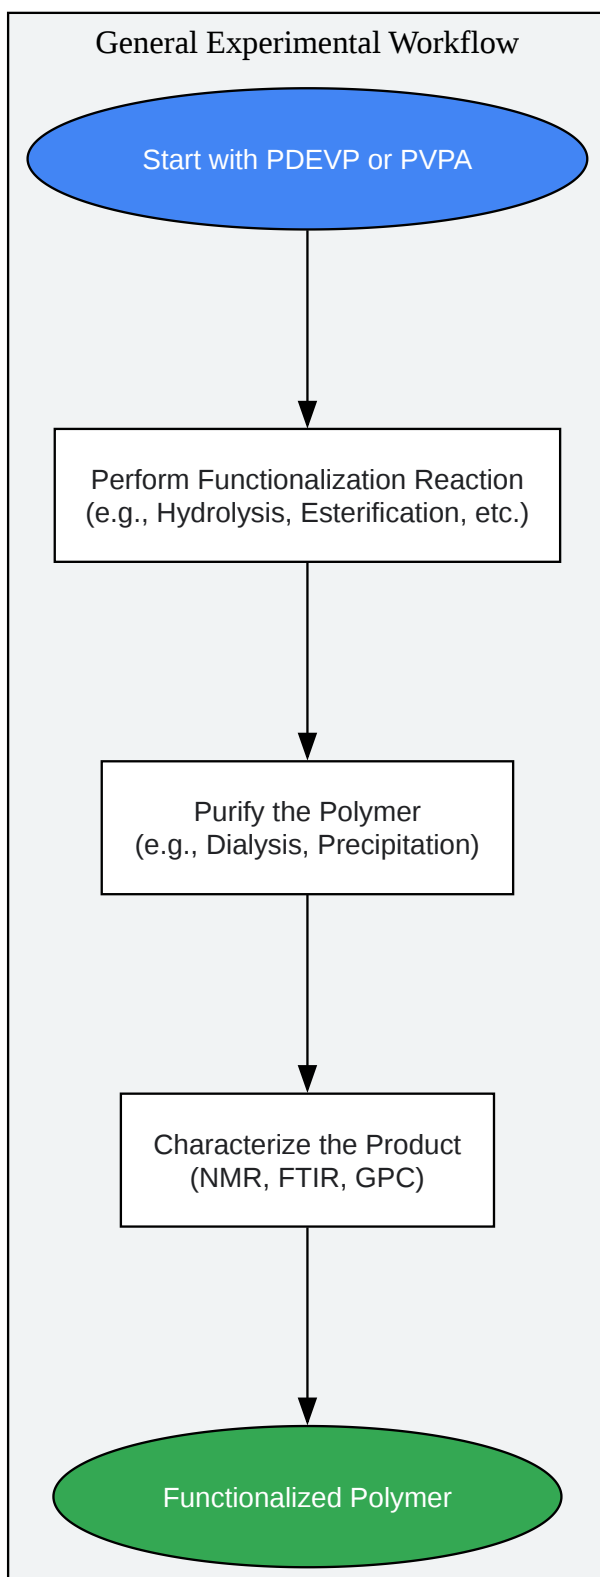 General Experimental Workflow
Start with PDEVP or PVPA
Perform Functionalization Reaction
(e.g., Hydrolysis, Esterification, etc.)
Purify the Polymer
(e.g., Dialysis, Precipitation)
Characterize the Product
(NMR, FTIR, GPC)
Functionalized Polymer